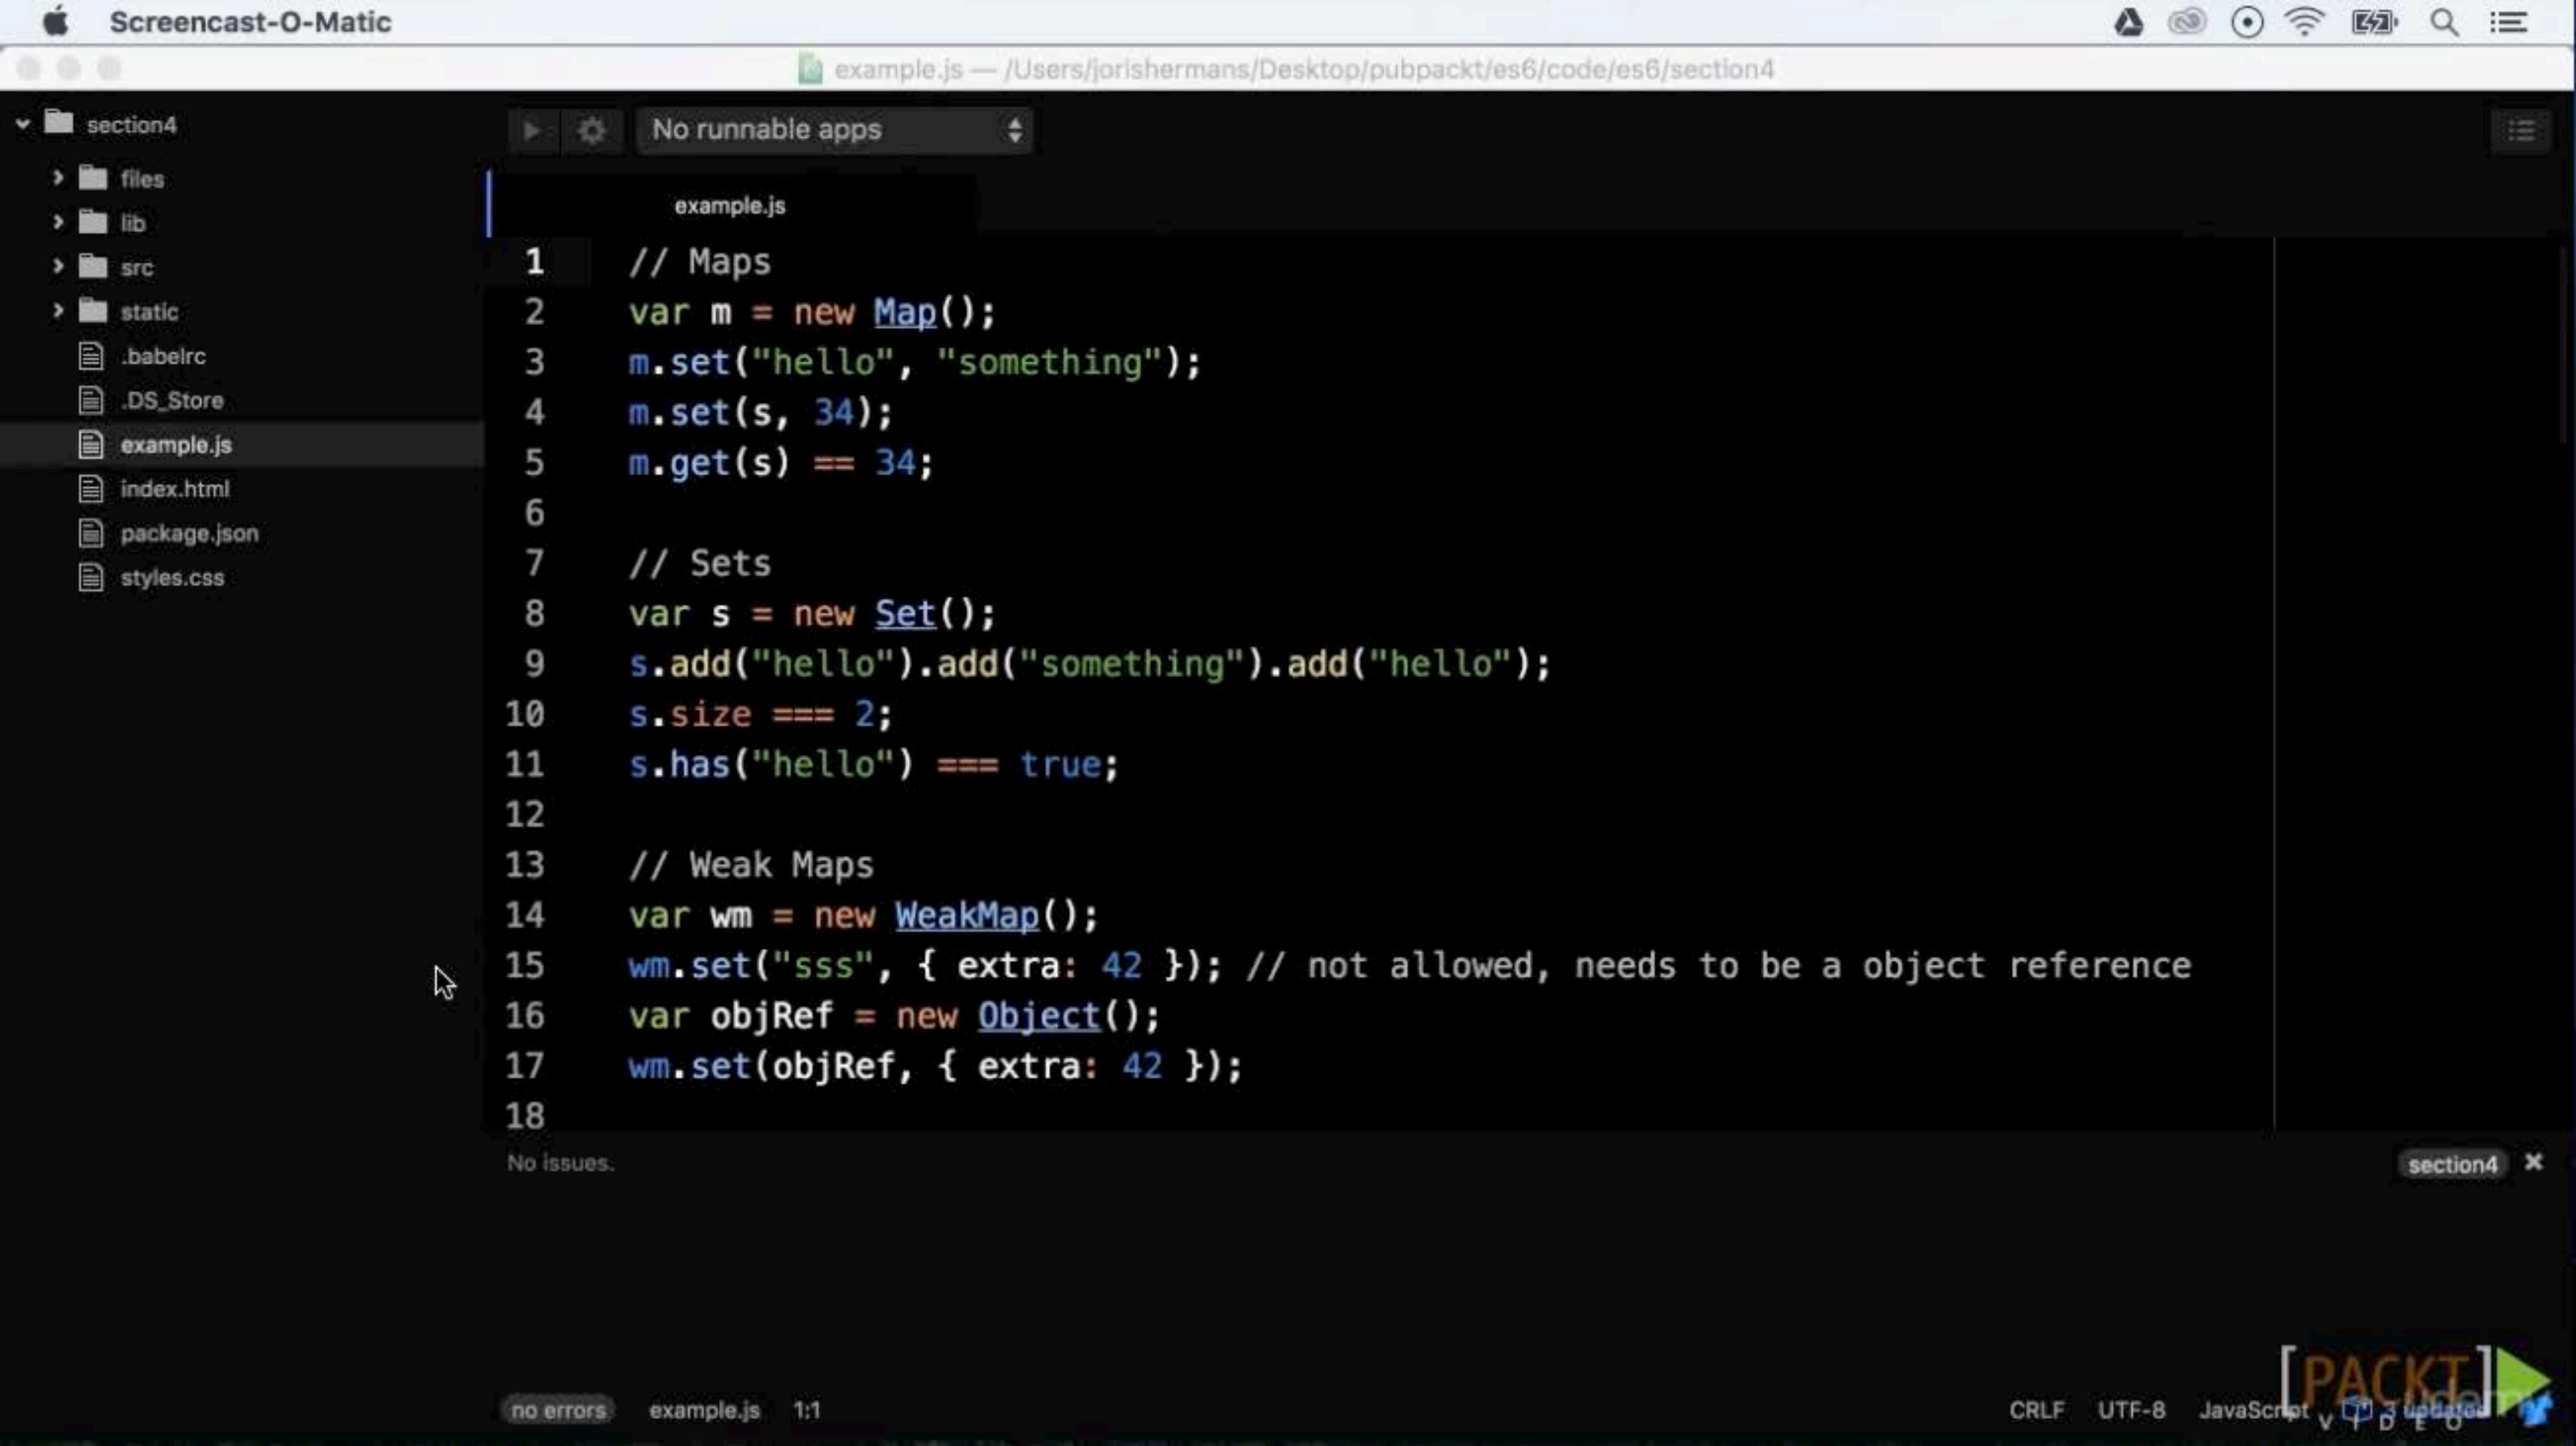 Screencast-O-Matic
example.js — /Users/jorishermans/Desktop/pubpackt/es6/code/es6/section4
section4
files
lib
src
static
.babelrc
.DS_Store
example.js
index.html
package.json
styles.css
No runnable apps
example.js
1 // Maps
2 var m = new Map();
3 m.set("hello", "something");
4 m.set(s, 34);
5 m.get(s) == 34;
6
7 // Sets
8 var s = new Set();
9 s.add("hello").add("something").add("hello");
10 s.size === 2;
11 s.has("hello") === true;
12
13 // Weak Maps
14 var wm = new WeakMap();
15 wm.set("sss", { extra: 42 }); // not allowed, needs to be a object reference
16 var objRef = new Object();
17 wm.set(objRef, { extra: 42 });
18
No issues.
section4
no errors example.js 1:1
CRLF UTF-8 JavaScript
[PACKT]
VIDEO